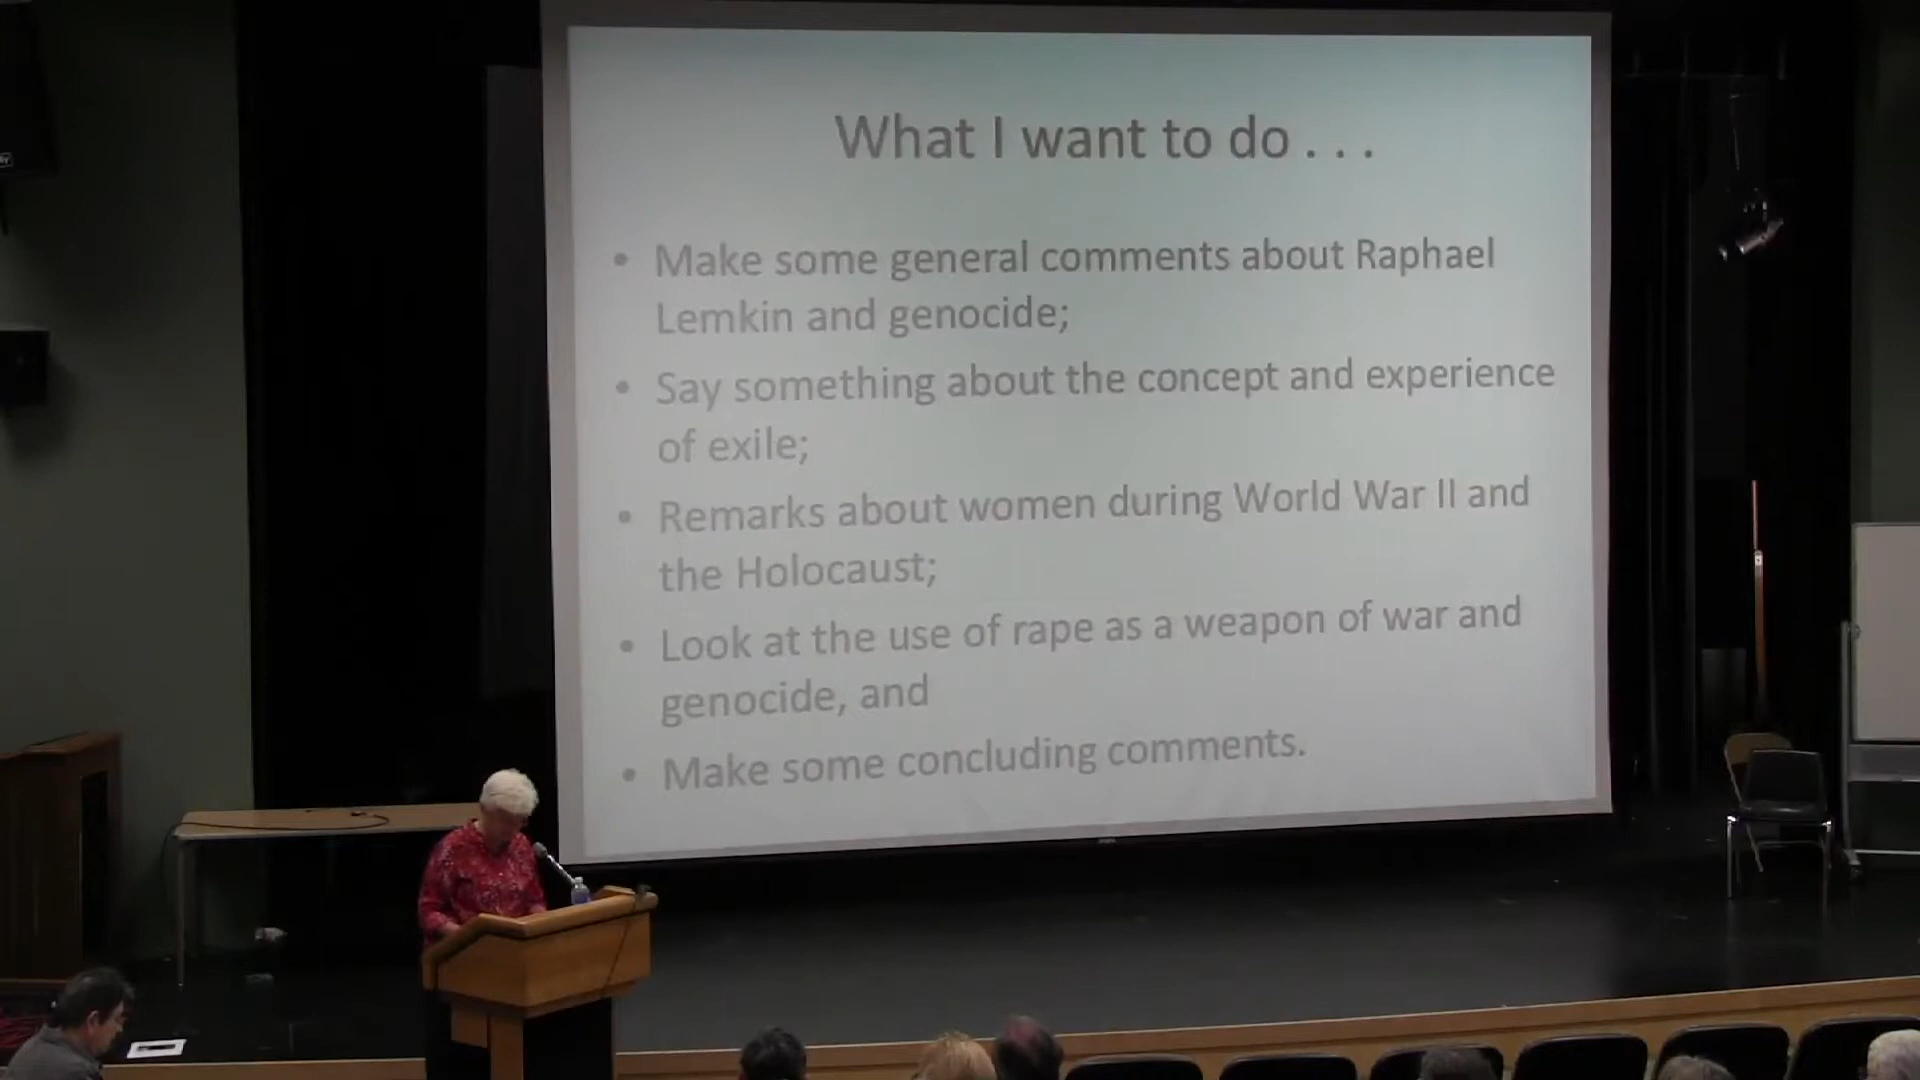 What I want to do . . .
• Make some general comments about Raphael
Lemkin and genocide;
• Say something about the concept and experience
of exile;
• Remarks about women during World War II and
the Holocaust;
• Look at the use of rape as a weapon of war and
genocide, and
• Make some concluding comments.